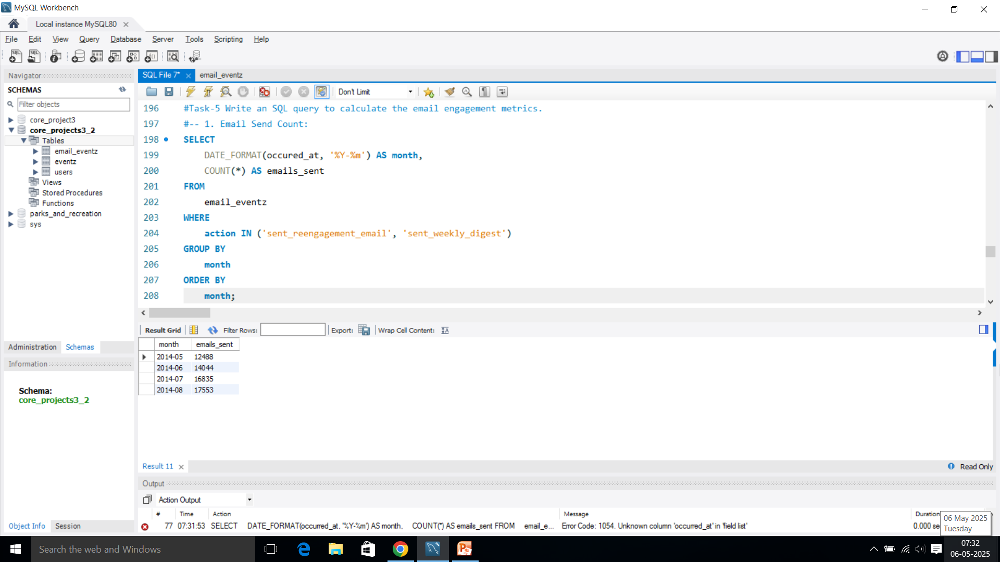 MySQL Workbench
Local instance MySQL80
File Edit View Query Database Server Tools Scripting Help
Navigator
SCHEMAS
Filter objects
core_project3
core_projects3_2
Tables
email_eventz
eventz
users
Views
Stored Procedures
Functions
parks_and_recreation
sys
Administration Schemas
Information
Schema:
core_projects3_2
Object Info Session
SQL File 7* email_eventz
Don't Limit
196 #Task-5 Write an SQL query to calculate the email engagement metrics.
197 #-- 1. Email Send Count:
198 SELECT
199 DATE_FORMAT(occured_at, '%Y-%m') AS month,
200 COUNT(*) AS emails_sent
201 FROM
202 email_eventz
203 WHERE
204 action IN ('sent_reengagement_email', 'sent_weekly_digest')
205 GROUP BY
206 month
207 ORDER BY
208 month;
Result Grid Filter Rows: Export: Wrap Cell Content:
month emails_sent
2014-05 12488
2014-06 14044
2014-07 16835
2014-08 17553
Result 11 Read Only
Output
Action Output
# Time Action Message Duration
77 07:31:53 SELECT DATE_FORMAT(occurred_at, '%Y-%m') AS month, COUNT(*) AS emails_sent FROM email_e... Error Code: 1054. Unknown column 'occurred_at' in 'field list' 0.000 se
06 May 2025
Tuesday
Search the web and Windows
07:32
06-05-2025